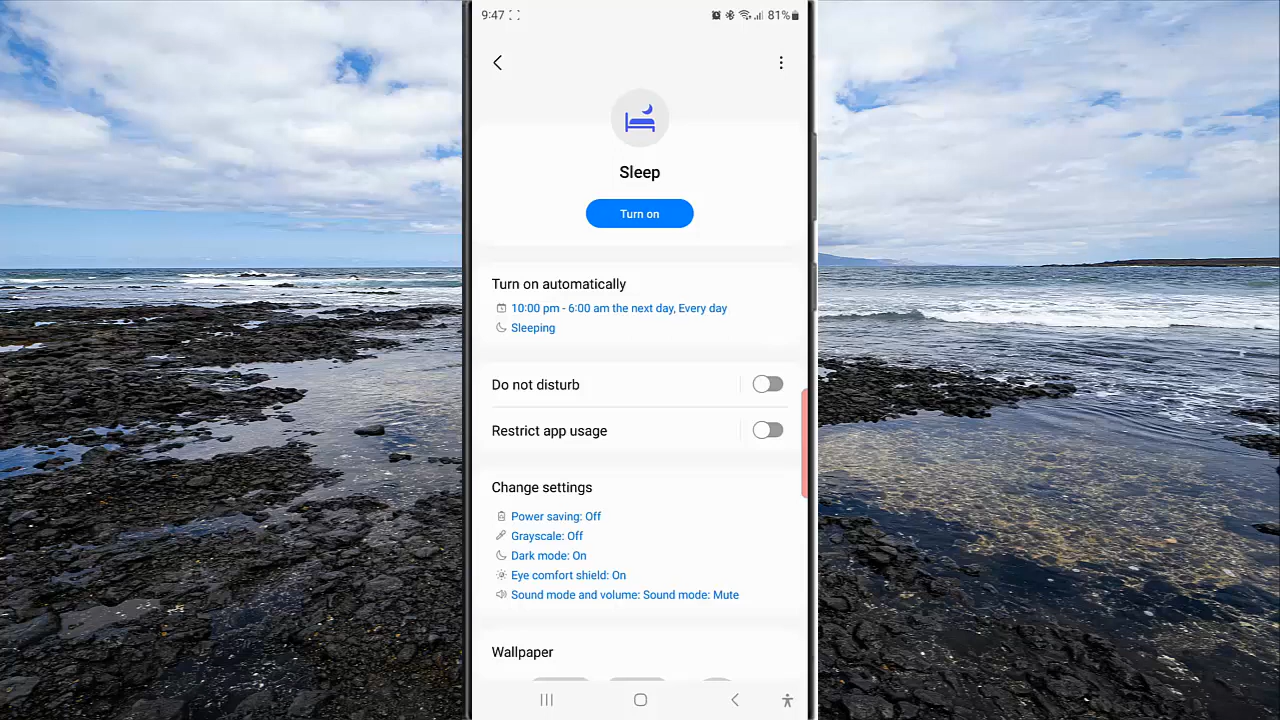 9:47
81%
Sleep
Turn on
Turn on automatically
10:00 pm - 6:00 am the next day, Every day
Sleeping
Do not disturb
Restrict app usage
Change settings
Power saving: Off
Grayscale: Off
Dark mode: On
Eye comfort shield: On
Sound mode and volume: Sound mode: Mute
Wallpaper